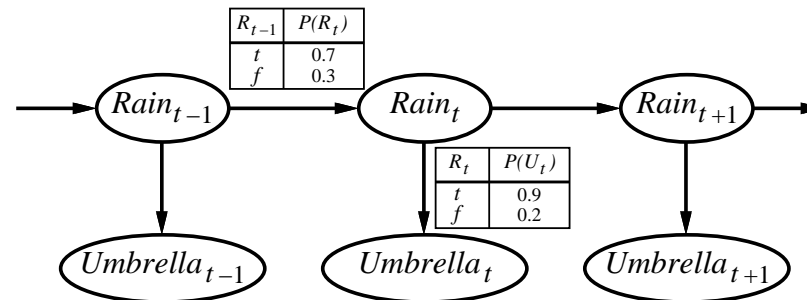 R_{t-1} P(R_t)
t 0.7
f 0.3
Rain_{t-1} Rain_t Rain_{t+1}
R_t P(U_t)
t 0.9
f 0.2
Umbrella_{t-1} Umbrella_t Umbrella_{t+1}